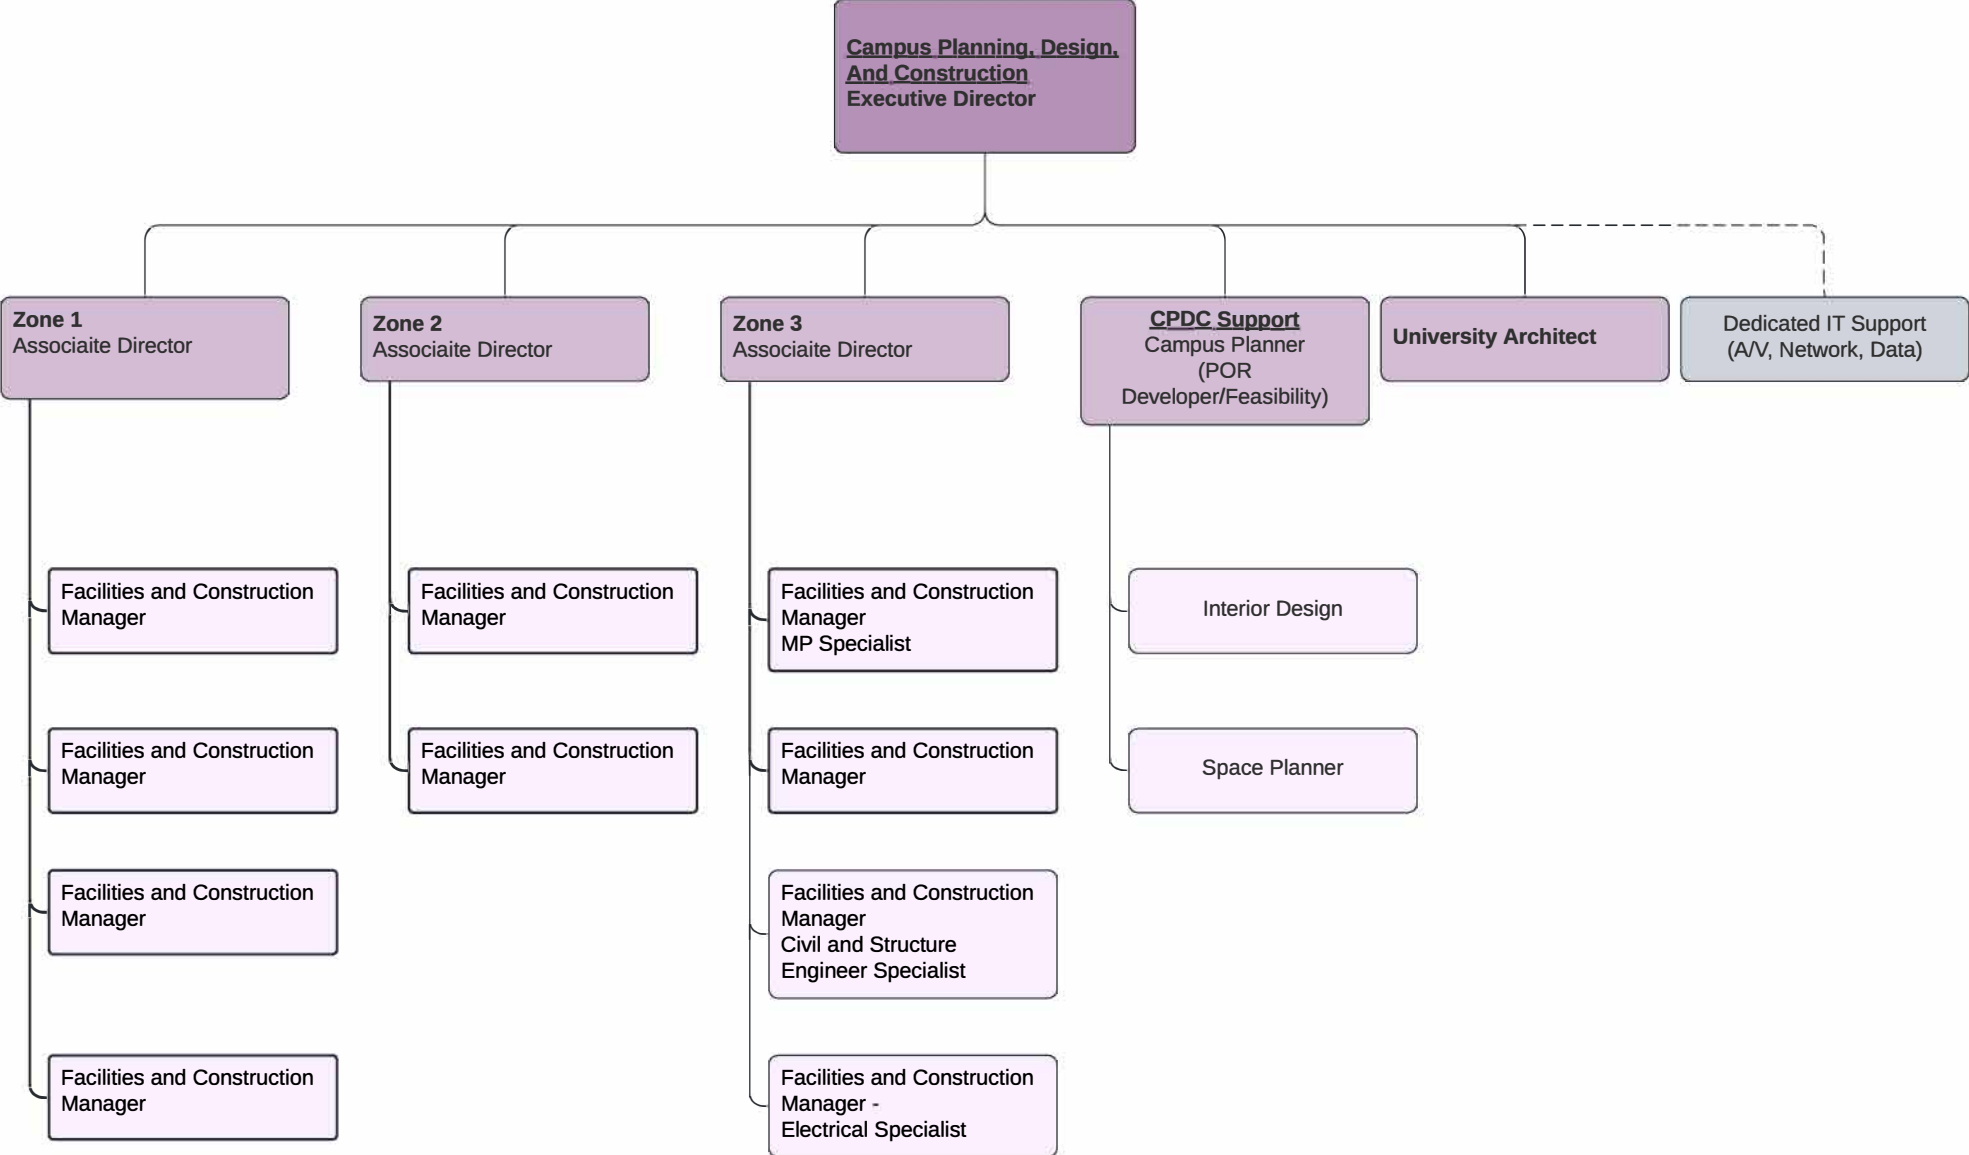 Campus Planning, Design,
And Construction
Executive Director
Zone 1
Associaite Director
Zone 2
Associaite Director
Zone 3
Associaite Director
CPDC Support
Campus Planner
(POR
Developer/Feasibility)
University Architect
Dedicated IT Support
(A/V, Network, Data)
Facilities and Construction
Manager
Facilities and Construction
Manager
Facilities and Construction
Manager
MP Specialist
Interior Design
Facilities and Construction
Manager
Facilities and Construction
Manager
Facilities and Construction
Manager
Space Planner
Facilities and Construction
Manager
Facilities and Construction
Manager
Civil and Structure
Engineer Specialist
Facilities and Construction
Manager
Facilities and Construction
Manager -
Electrical Specialist